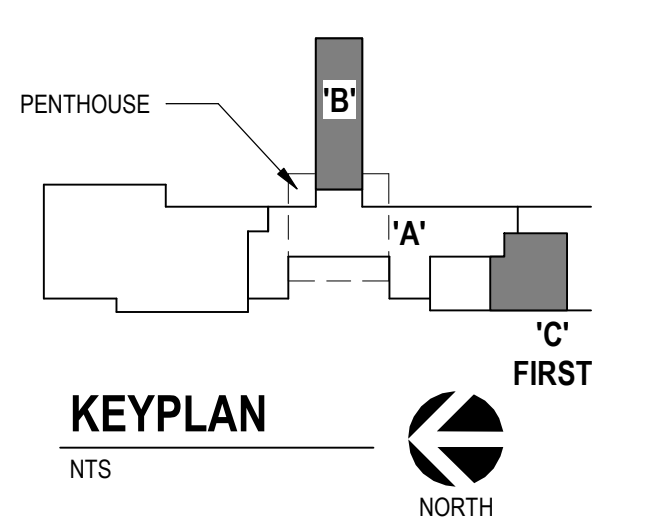 'B'
PENTHOUSE
'A'
'C'
FIRST
KEYPLAN
NTS
NORTH